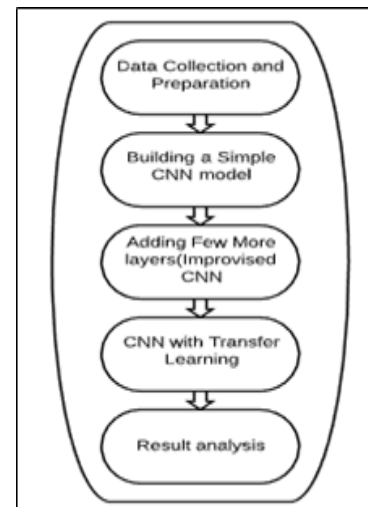 Data Collection and
Preparation
Building a Simple
CNN model
Adding Few More
layers(Improvised
CNN
CNN with Transfer
Learning
Result analysis